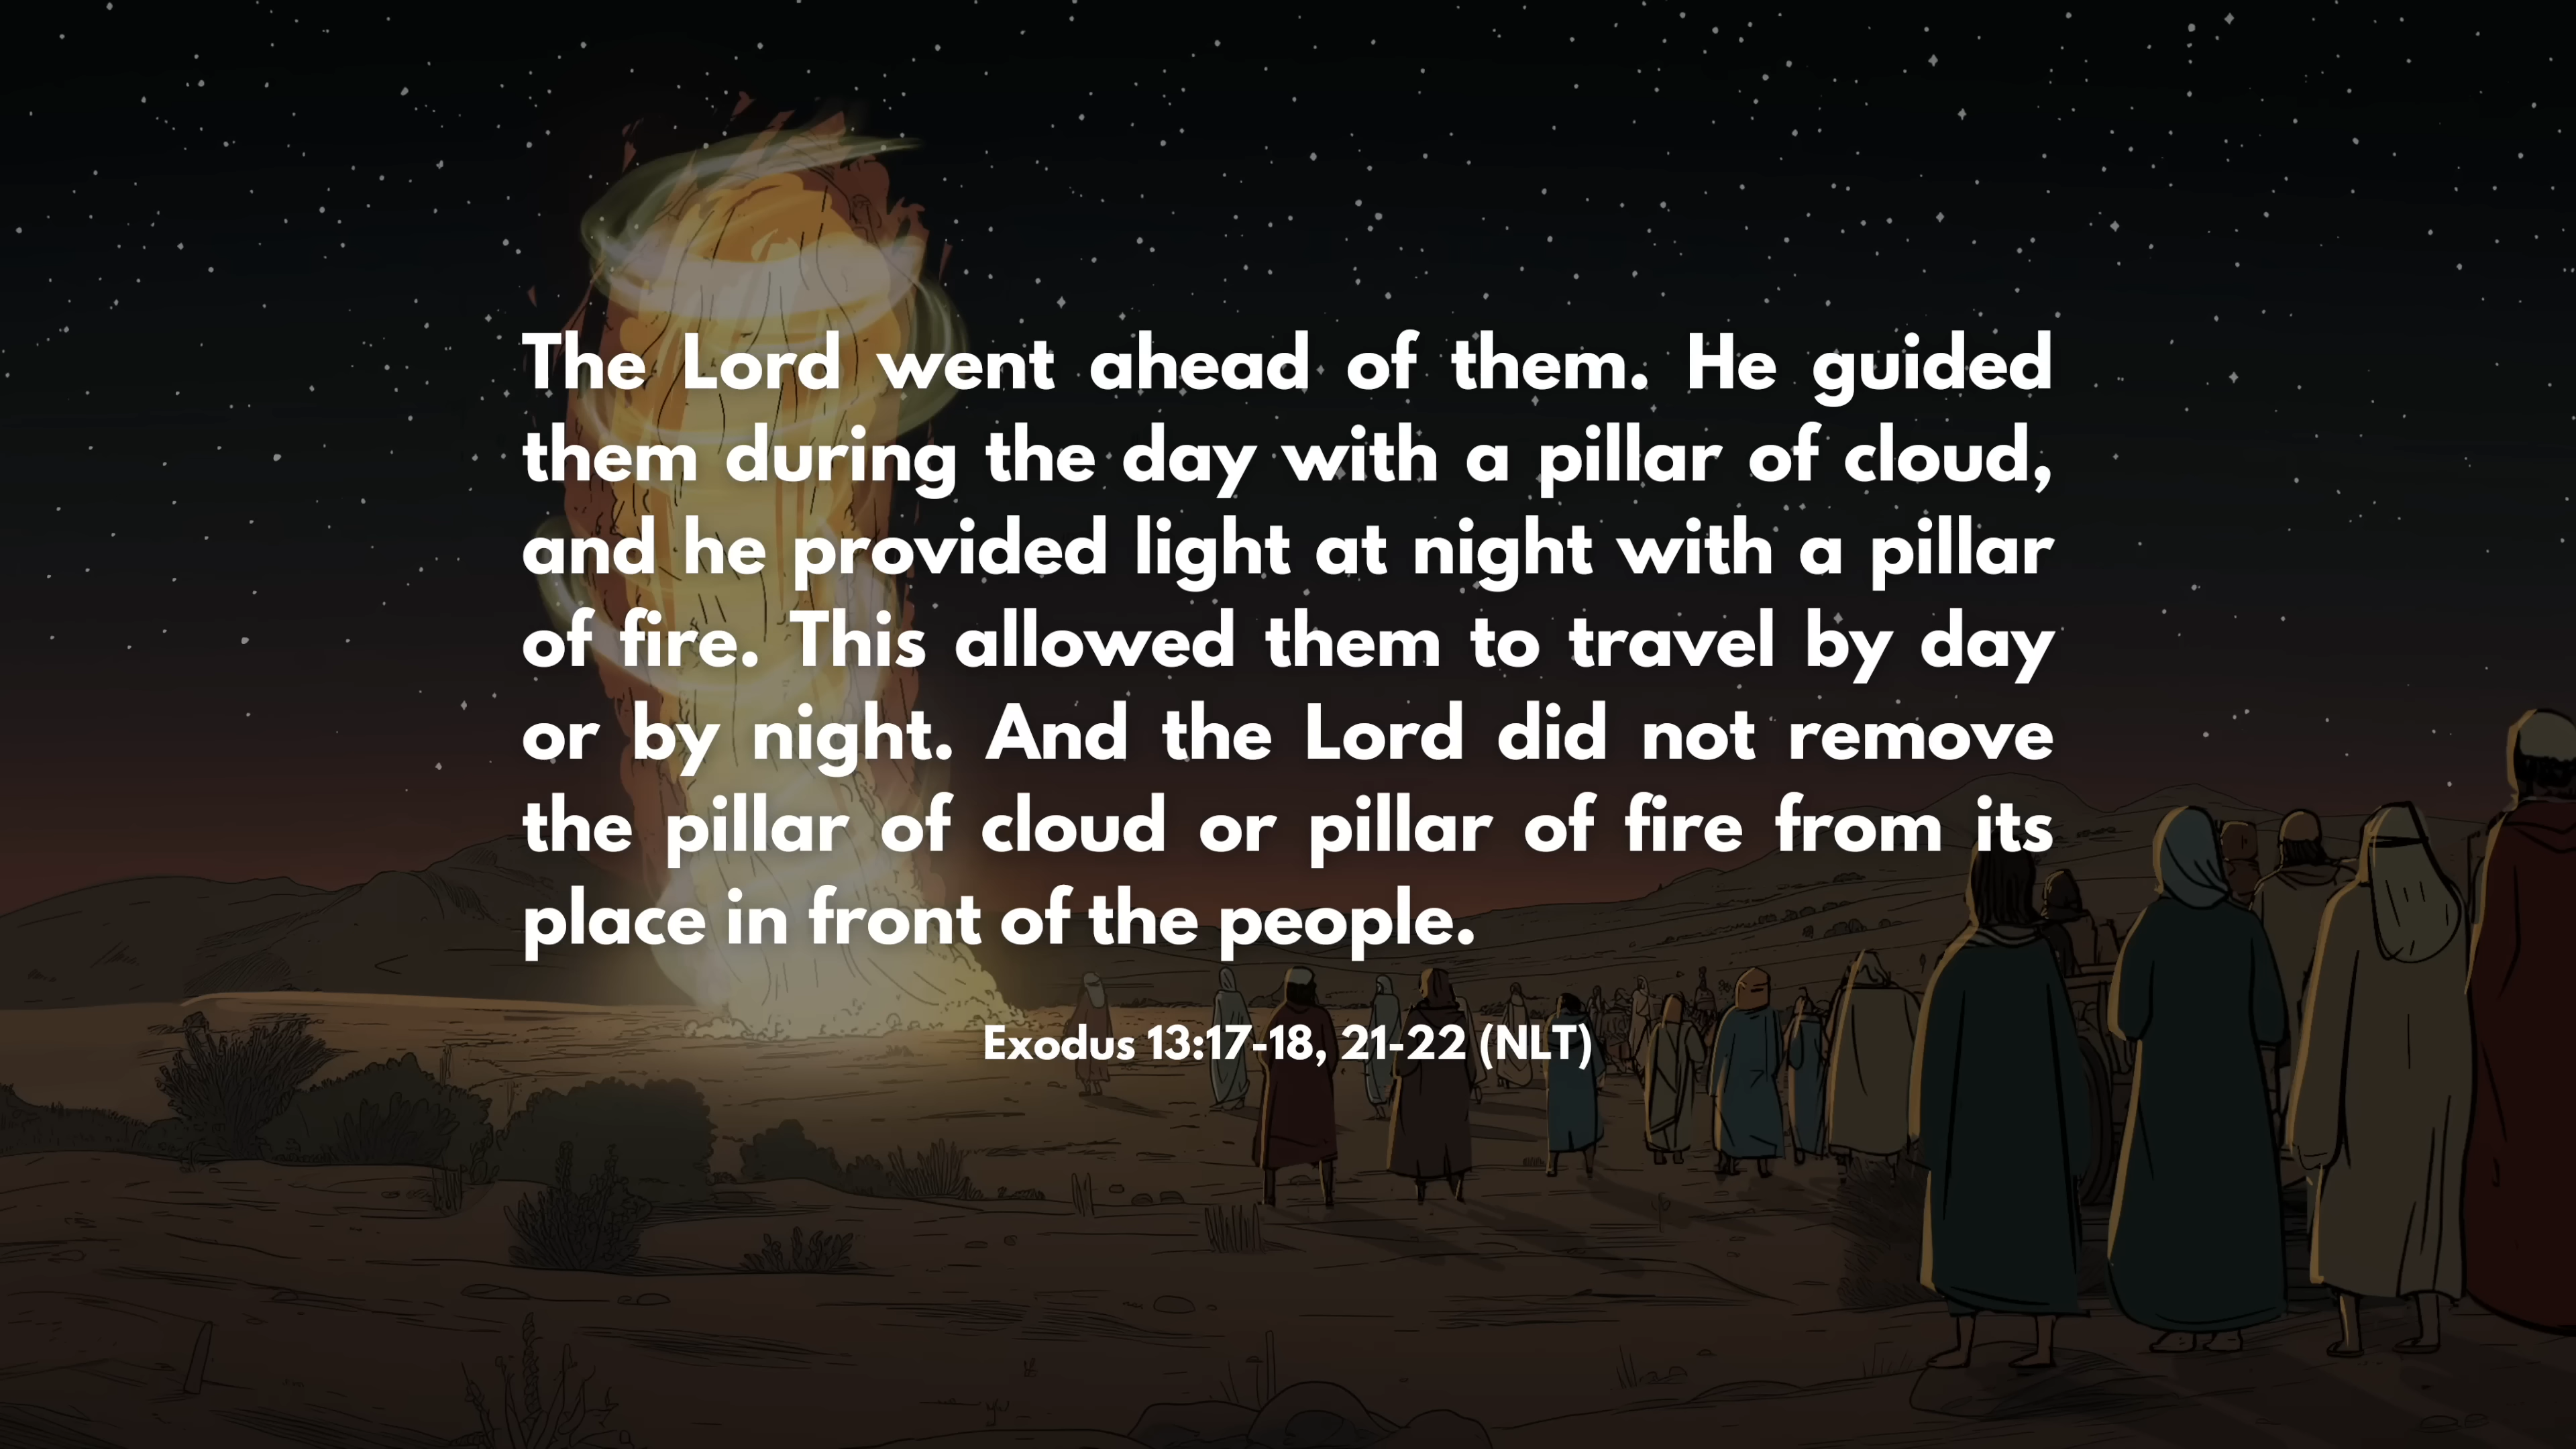 The Lord went ahead of them. He guided
them during the day with a pillar of cloud,
and he provided light at night with a pillar
of fire. This allowed them to travel by day
or by night. And the Lord did not remove
the pillar of cloud or pillar of fire from its
place in front of the people.
Exodus 13:17-18, 21-22 (NLT)